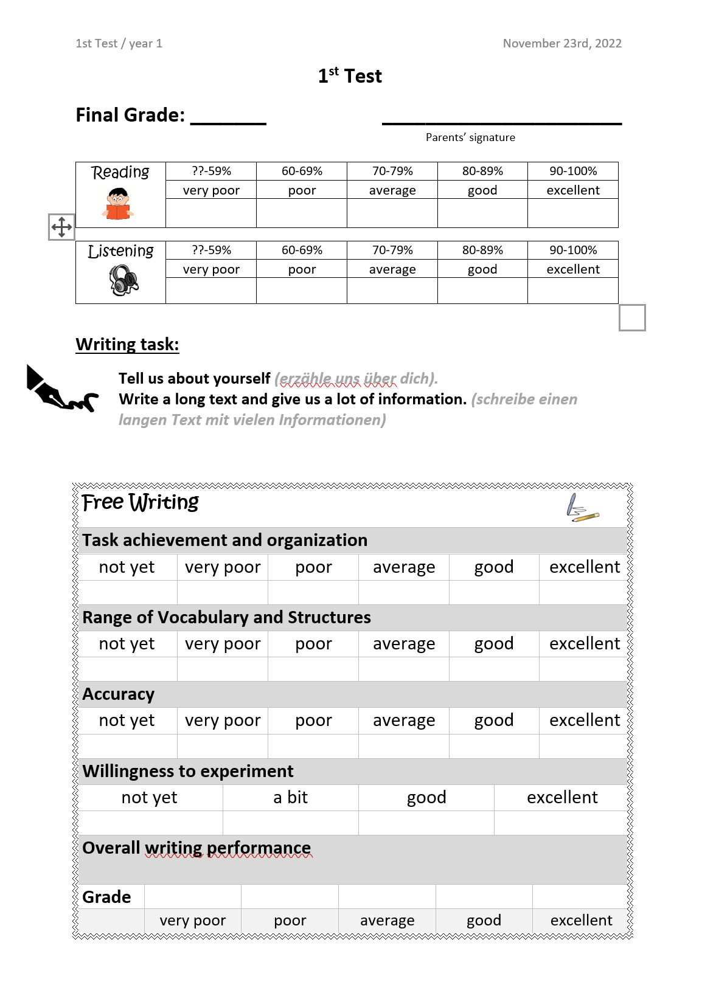 1st Test / year 1 November 23rd, 2022
1st Test
Final Grade: _______ ______________________
Parents’ signature
Reading ??-59% 60-69% 70-79% 80-89% 90-100%
very poor poor average good excellent
Listening ??-59% 60-69% 70-79% 80-89% 90-100%
very poor poor average good excellent
Writing task:
Tell us about yourself (erzähle uns über dich).
Write a long text and give us a lot of information. (schreibe einen
langen Text mit vielen Informationen)
Free Writing
Task achievement and organization
not yet very poor poor average good excellent
Range of Vocabulary and Structures
not yet very poor poor average good excellent
Accuracy
not yet very poor poor average good excellent
Willingness to experiment
not yet a bit good excellent
Overall writing performance
Grade
very poor poor average good excellent